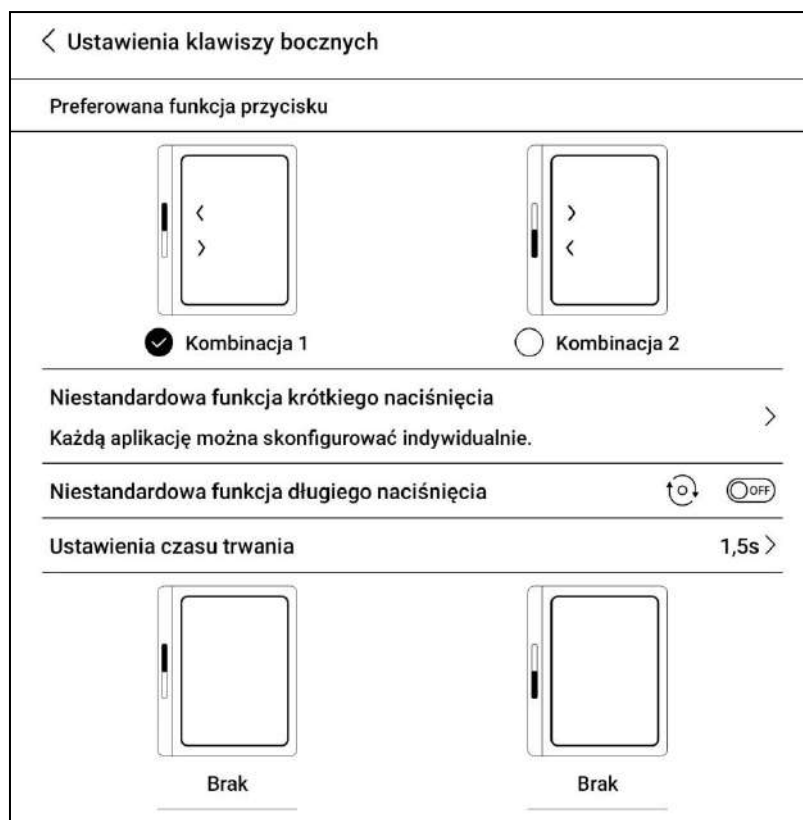 Ustawienia klawiszy bocznych
Preferowana funkcja przycisku
Kombinacja 1
Kombinacja 2
Niestandardowa funkcja krótkiego naciśnięcia
Każdą aplikację można skonfigurować indywidualnie.
Niestandardowa funkcja długiego naciśnięcia
OFF
Ustawienia czasu trwania
1,5s
Brak
Brak